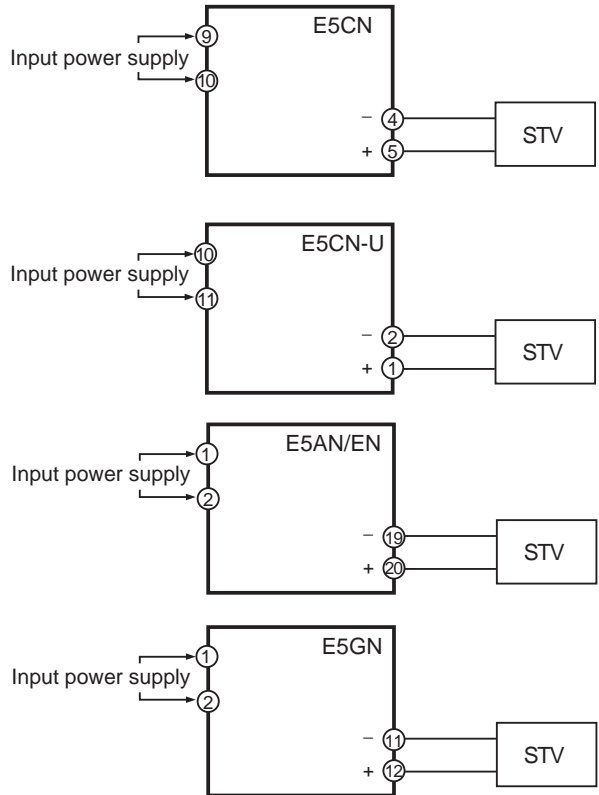 E5CN
9
Input power supply
10
− 4
STV
+ 5
E5CN-U
10
Input power supply
11
− 2
STV
+ 1
E5AN/EN
1
Input power supply
2
− 19
STV
+ 20
E5GN
1
Input power supply
2
− 11
STV
+ 12